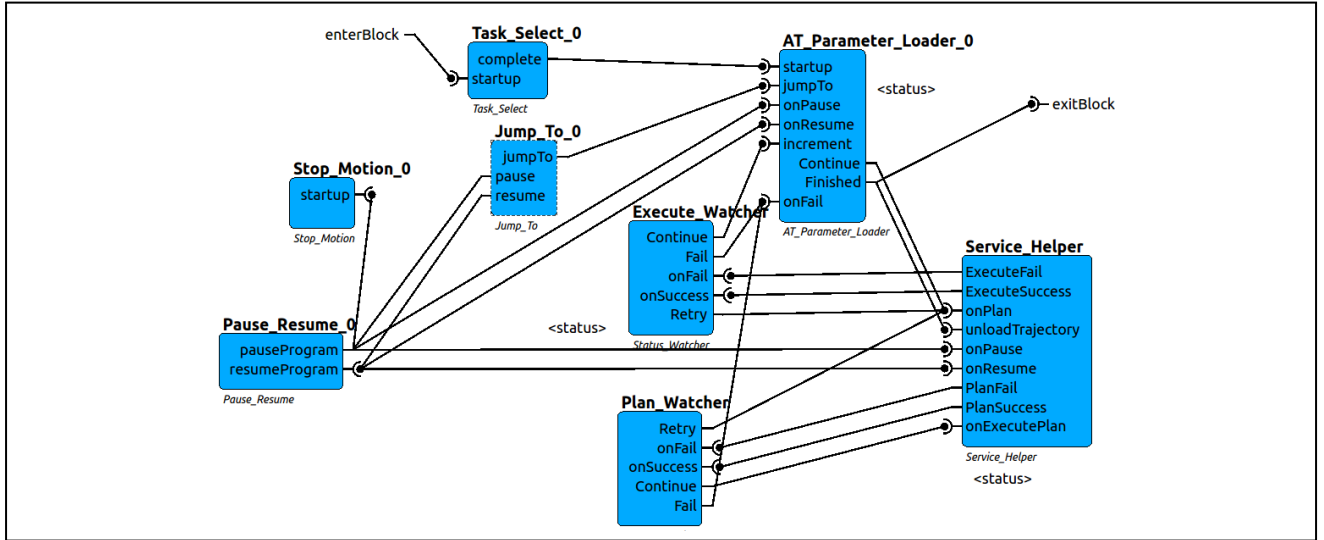 enterBlock
Task_Select_0
complete
startup
Task_Select
AT_Parameter_Loader_0
startup
jumpTo
onPause
onResume
increment
Continue
Finished
onFail
AT_Parameter_Loader
<status>
exitBlock
Jump_To_0
jumpTo
pause
resume
Jump_To
Stop_Motion_0
startup
Stop_Motion
Execute_Watcher
Continue
Fail
onFail
onSuccess
Retry
Status_Watcher
Service_Helper
ExecuteFail
ExecuteSuccess
onPlan
unloadTrajectory
onPause
onResume
PlanFail
PlanSuccess
onExecutePlan
Service_Helper
<status>
Pause_Resume_0
pauseProgram
resumeProgram
Pause_Resume
<status>
Plan_Watcher
Retry
onFail
onSuccess
Continue
Fail